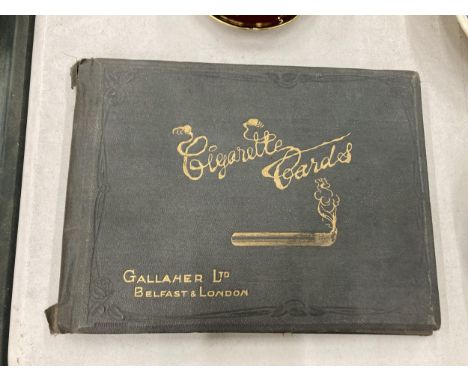 Cigarette
Cards
GALLAHER LTD
BELFAST & LONDON